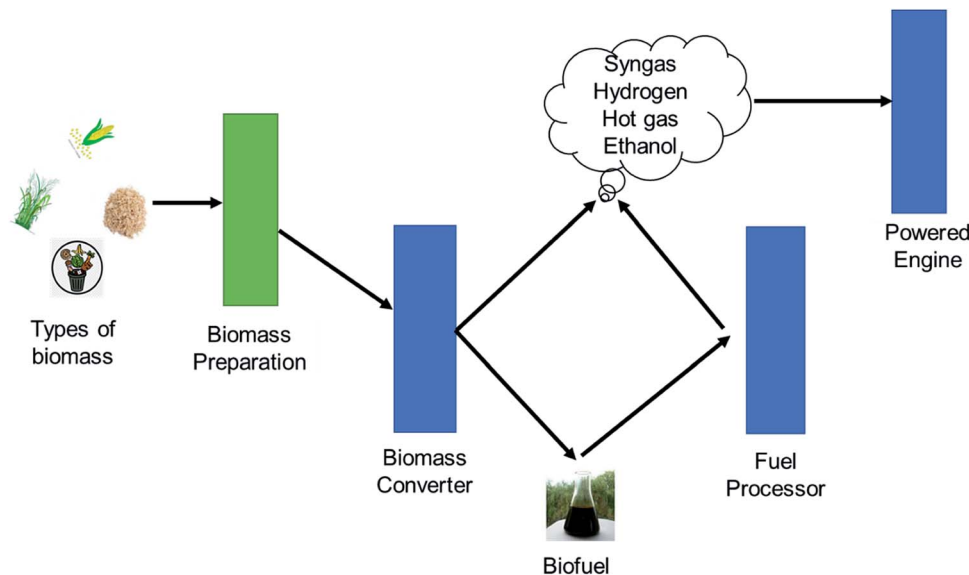 Syngas
Hydrogen
Hot gas
Ethanol
Powered
Engine
Types of
biomass
Biomass
Preparation
Biomass
Converter
Fuel
Processor
Biofuel